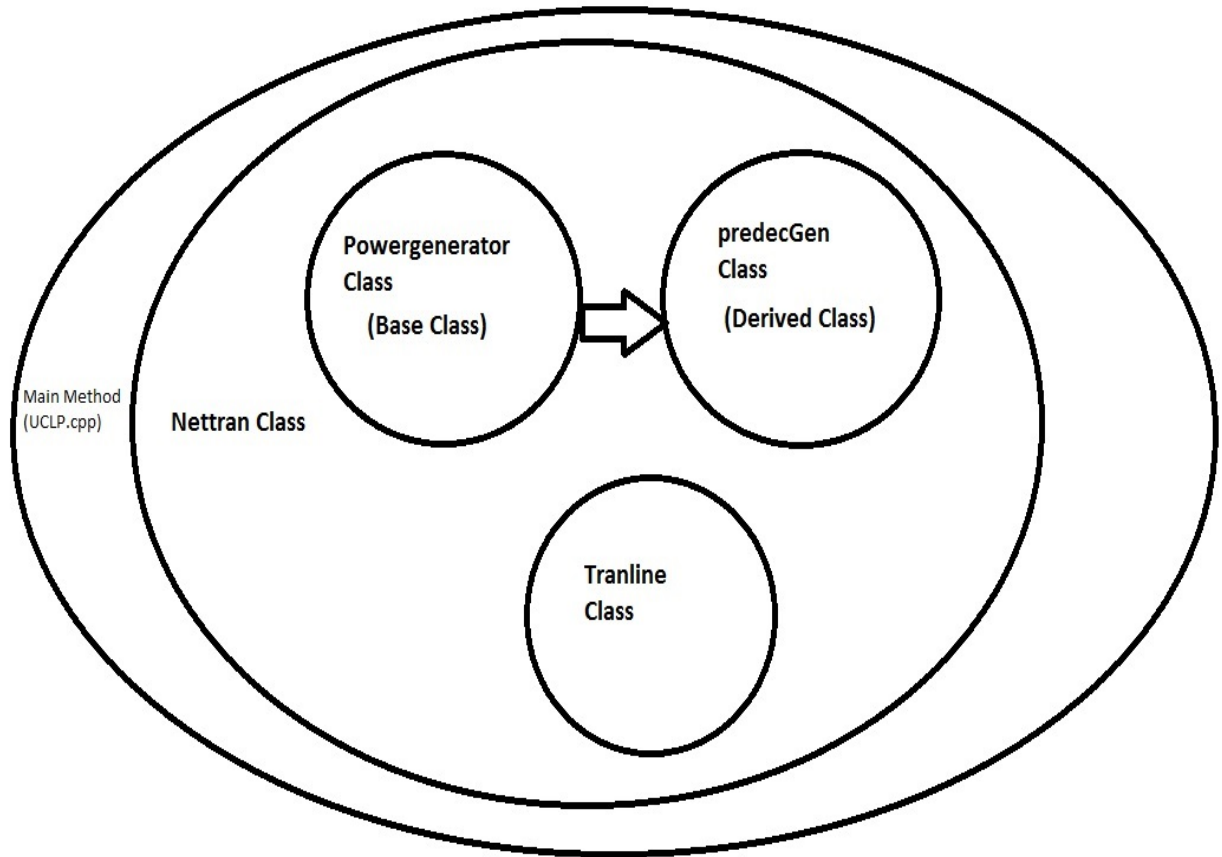 Powergenerator
Class
(Base Class)
predecGen
Class
(Derived Class)
Main Method
(UCLP.cpp)
Nettran Class
Tranline
Class